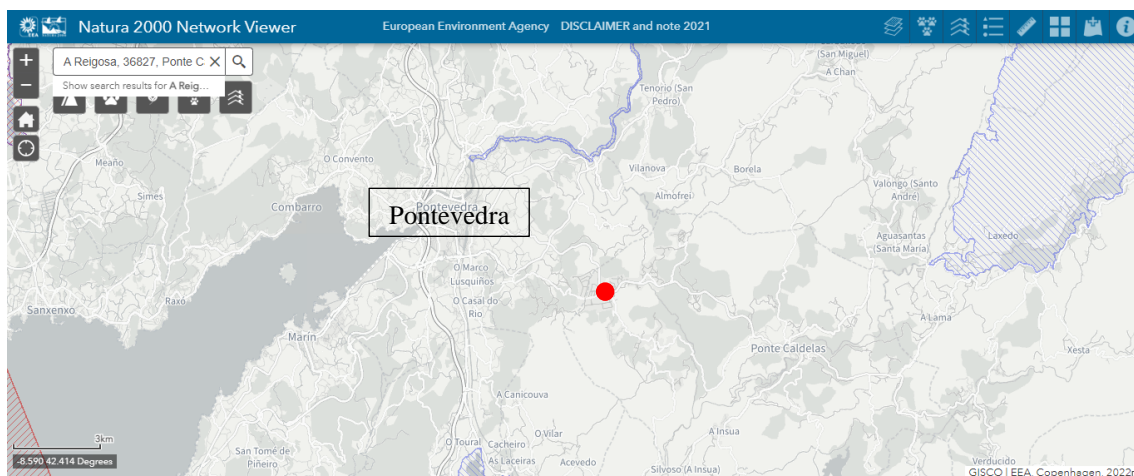 Natura 2000 Network Viewer
European Environment Agency DISCLAIMER and note 2021
A Reigosa, 36827, Ponte C
Show search results for A Reig...
(San Miguel)
A Chan
Tenorio (San
Pedro)
Meaño
O Convento
Vilanova
Borela
Simes
Combarro
Pontevedra
Pontevedra
Almofrei
Valongo (Santo
Andre)
Aguasantas
(Santa María)
Laxedo
O Marco
Lusquiños
Raxó
Sanxenxo
O Casal do
Rio
Marín
A Lama
Ponte Caldelas
Xesta
A Canicouva
3km
-8.590 42.414 Degrees
San Tomé de
Piñeiro
O Toural
Cacheiro
O Vilar
As Laceiras
Acevedo
A Insua
Silvoso (A Insua)
Verducido
GISCO | EEA, Copenhagen, 2022